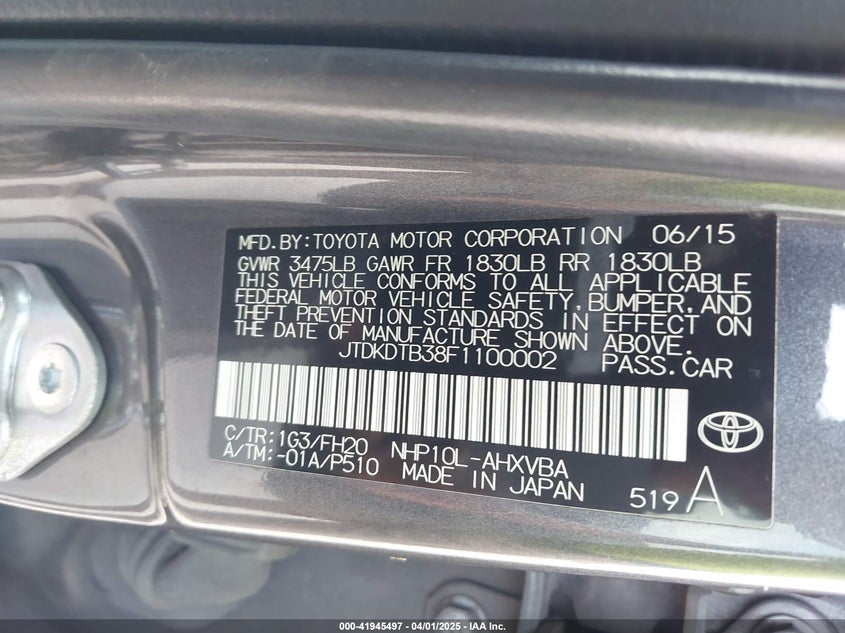 MFD.BY:TOYOTA MOTOR CORPORATION 06/15
GVWR 3475LB GAWR FR 1830LB RR 1830LB
THIS VEHICLE CONFORMS TO ALL APPLICABLE
FEDERAL MOTOR VEHICLE SAFETY, BUMPER, AND
THEFT PREVENTION STANDARDS IN EFFECT ON
THE DATE OF MANUFACTURE SHOWN ABOVE.
JTDKDTB38F1100002 PASS.CAR
C/TR:1G3/FH20 NHP10L-AHXVBA
A/TM:-01A/P510 MADE IN JAPAN
519 A
000-41945497 - 04/01/2025 - IAA Inc.